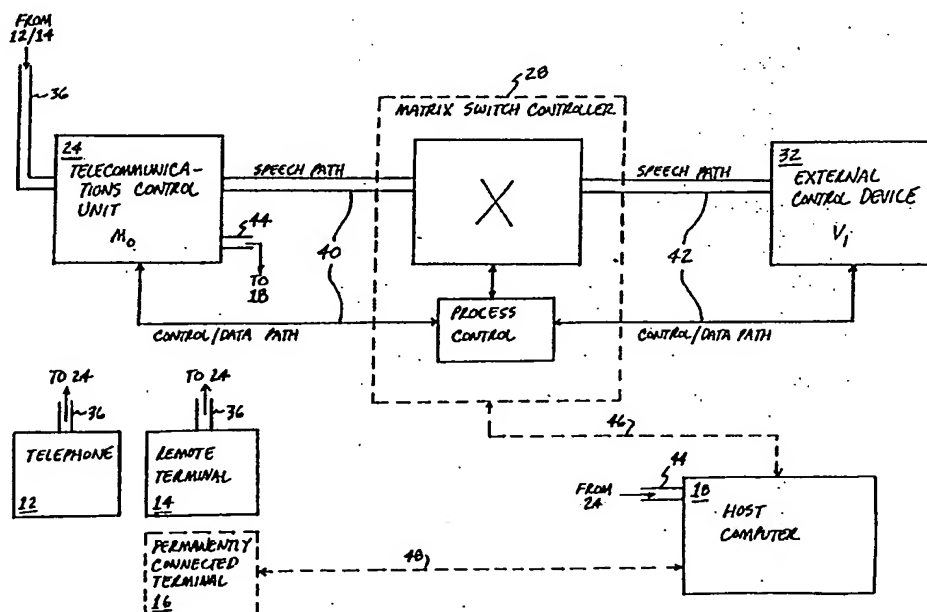 FROM
12/14
36
28
MATRIX SWITCH CONTROLLER
24
TELECOMMUNICA-
TIONS CONTROL
UNIT
M0
SPEECH PATH
SPEECH PATH
32
EXTERNAL
CONTROL DEVICE
V1
44
TO
18
40
42
PROCESS
CONTROL
CONTROL/DATA PATH
CONTROL/DATA PATH
TO 24
36
TO 24
36
TELEPHONE
12
REMOTE
TERMINAL
14
46
44
FROM
24
18
HOST
COMPUTER
PERMANENTLY
CONNECTED
TERMINAL
16
48